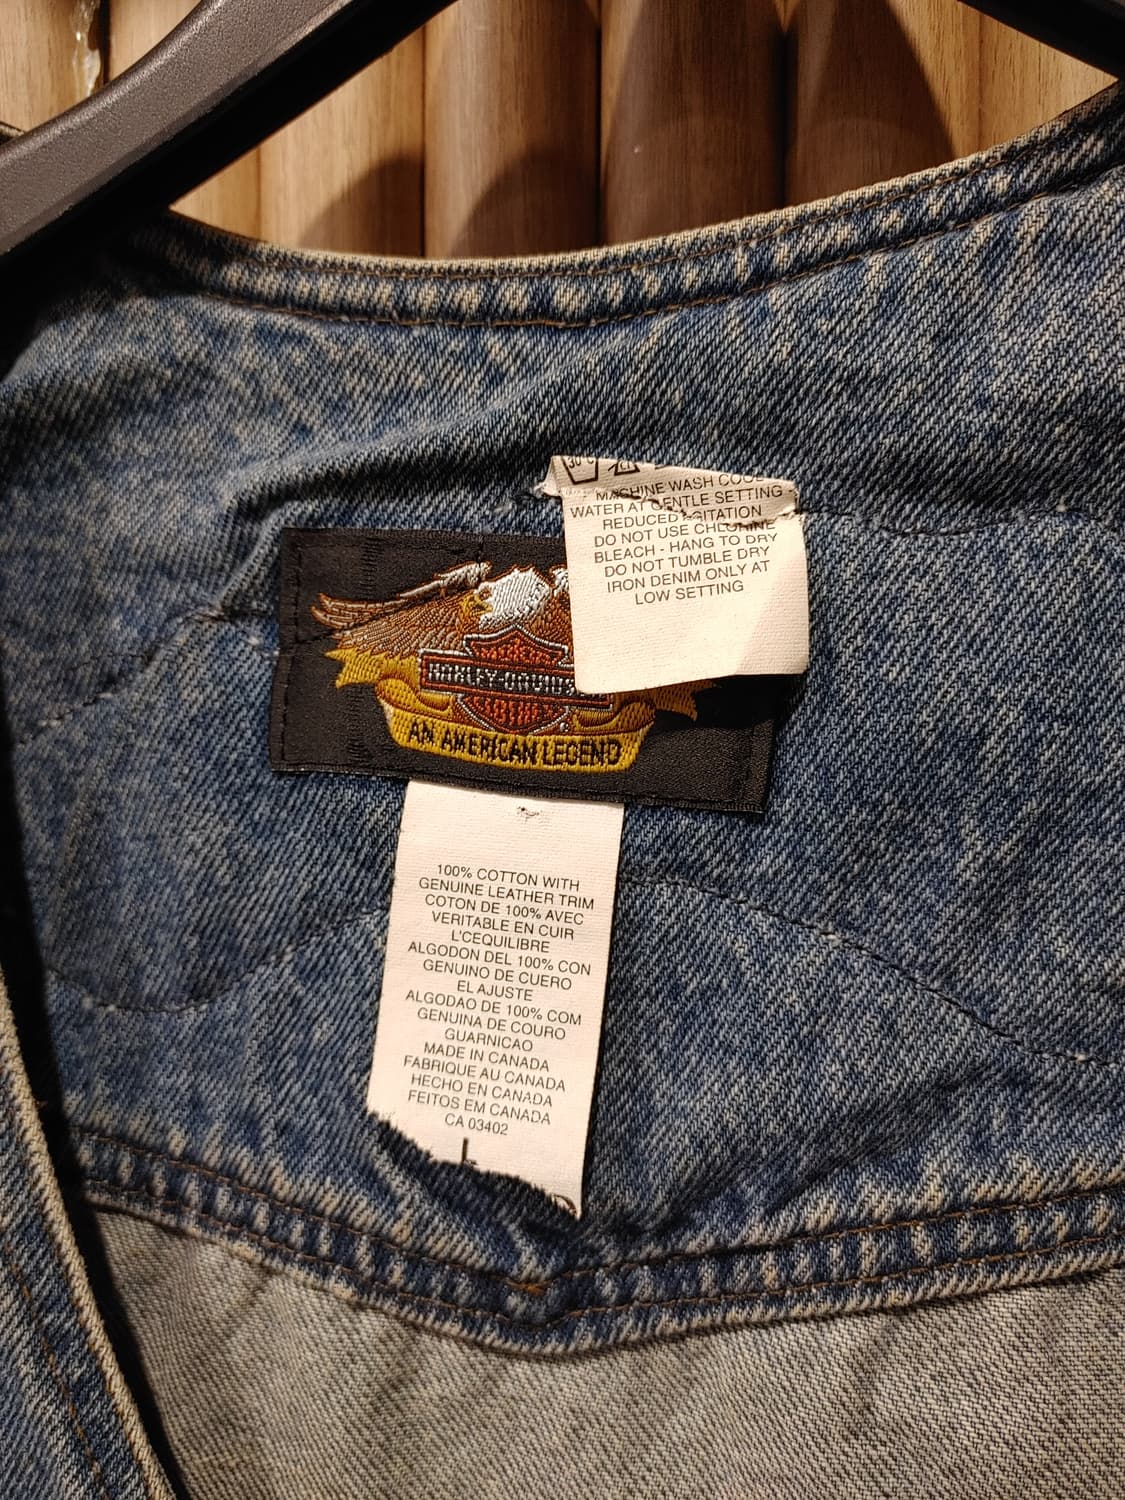 30°C
MACHINE WASH COOL
WATER AT GENTLE SETTING -
REDUCED AGITATION
DO NOT USE CHLORINE
BLEACH - HANG TO DRY
DO NOT TUMBLE DRY
IRON DENIM ONLY AT
LOW SETTING
HARLEY-DAVIDS
AN AMERICAN LEGEND
100% COTTON WITH
GENUINE LEATHER TRIM
COTON DE 100% AVEC
VERITABLE EN CUIR
L'CEQUILIBRE
ALGODON DEL 100% CON
GENUINO DE CUERO
EL AJUSTE
ALGODAO DE 100% COM
GENUINA DE COURO
GUARNICAO
MADE IN CANADA
FABRIQUE AU CANADA
HECHO EN CANADA
FEITOS EM CANADA
CA 03402